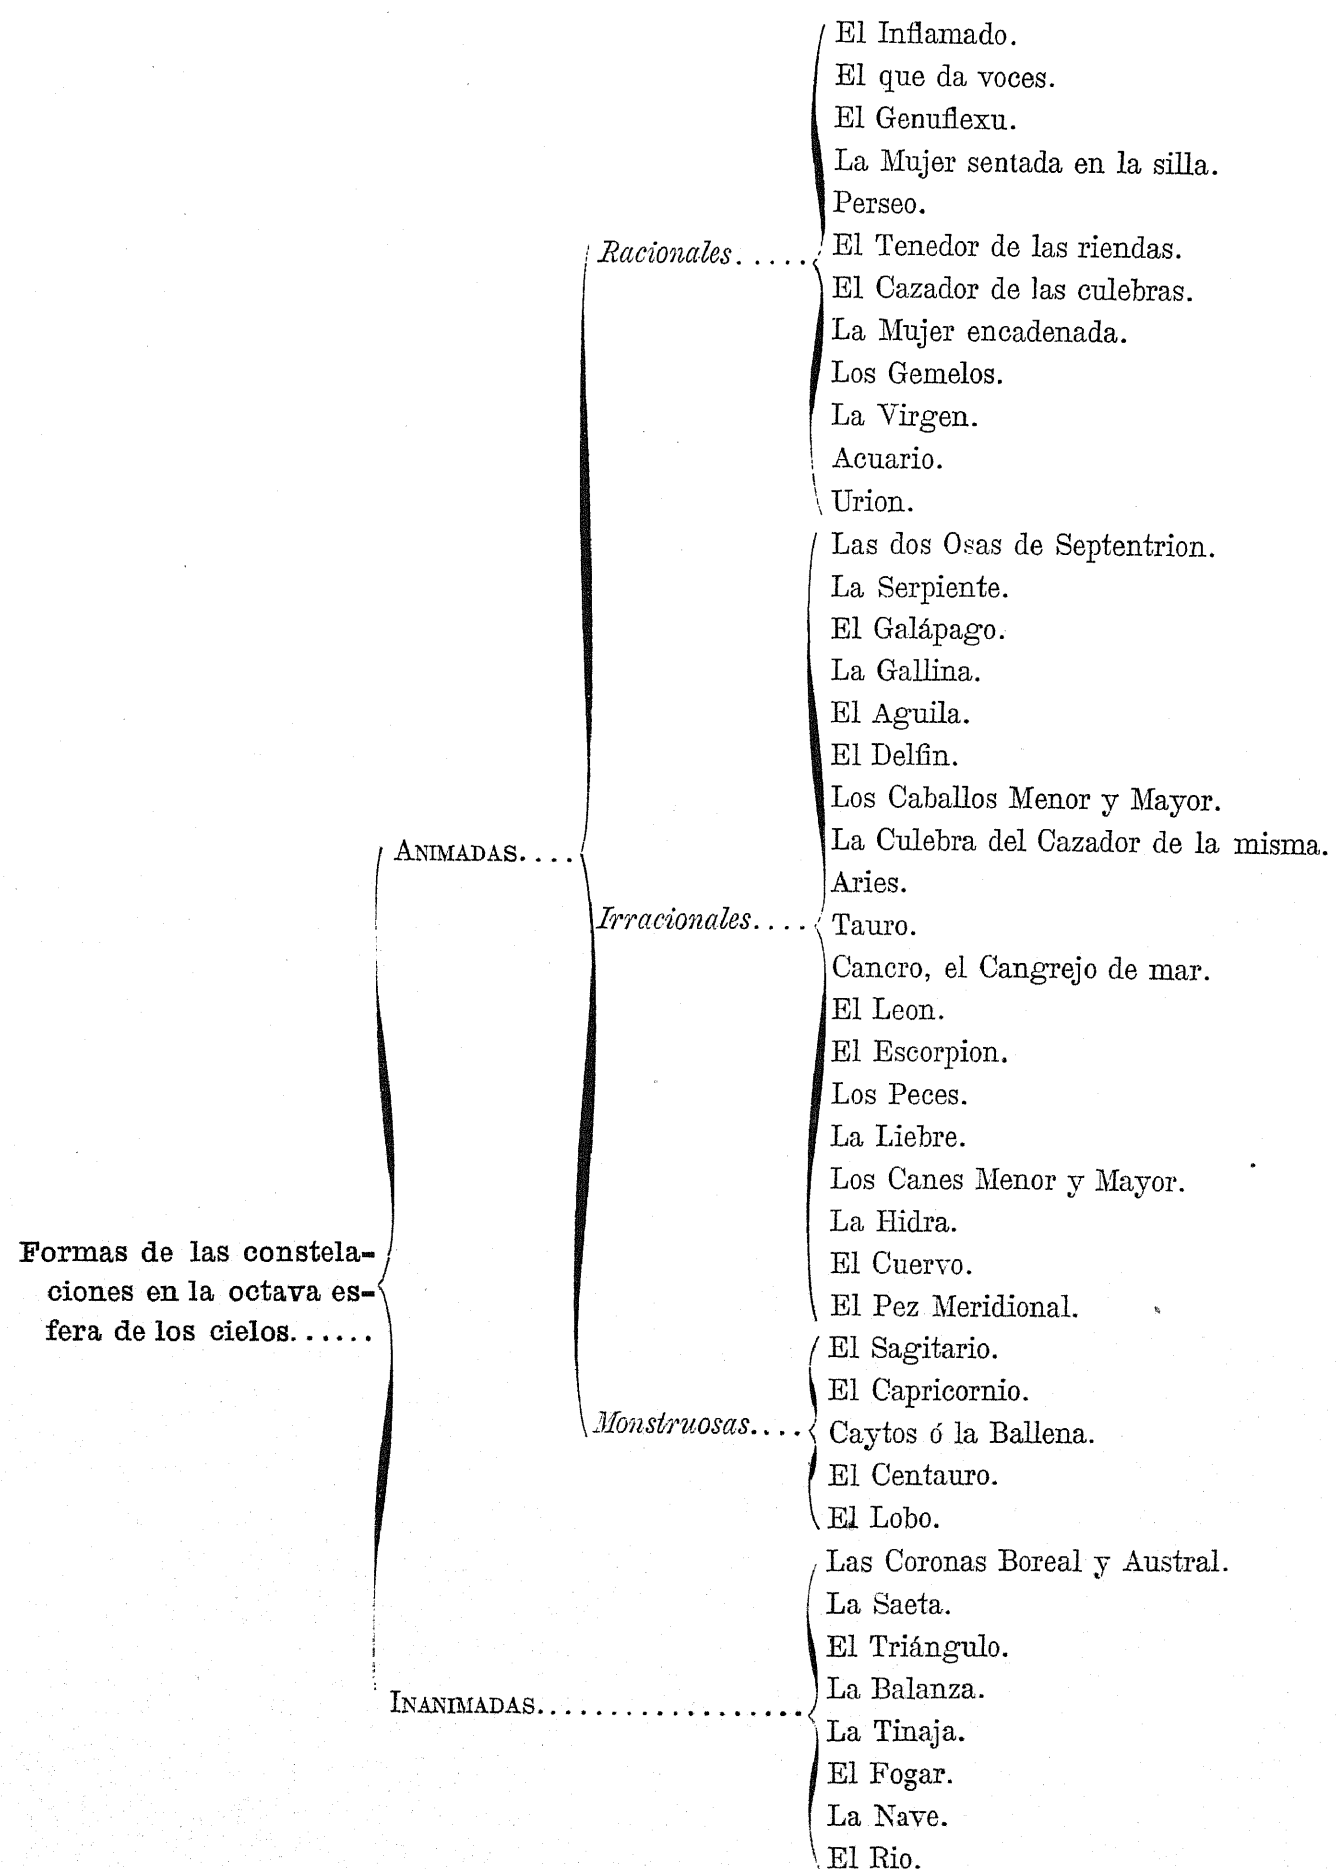 El Inflamado.
El que da voces.
El Genuflexu.
La Mujer sentada en la silla.
Perseo.
Racionales.....
El Tenedor de las riendas.
El Cazador de las culebras.
La Mujer encadenada.
Los Gemelos.
La Virgen.
Acuario.
Urion.
Las dos Osas de Septentrion.
La Serpiente.
El Galápago.
La Gallina.
El Aguila.
El Delfin.
Los Caballos Menor y Mayor.
ANIMADAS....
La Culebra del Cazador de la misma.
Aries.
Irracionales....
Tauro.
Cancro, el Cangrejo de mar.
El Leon.
El Escorpion.
Los Peces.
La Liebre.
Los Canes Menor y Mayor.
La Hidra.
Formas de las constela-
ciones en la octava es-
fera de los cielos......
El Cuervo.
El Pez Meridional.
El Sagitario.
El Capricornio.
Monstruosas....
Caytos ó la Ballena.
El Centauro.
El Lobo.
Las Coronas Boreal y Austral.
La Saeta.
El Triángulo.
La Balanza.
INANIMADAS..................
La Tinaja.
El Fogar.
La Nave.
El Rio.